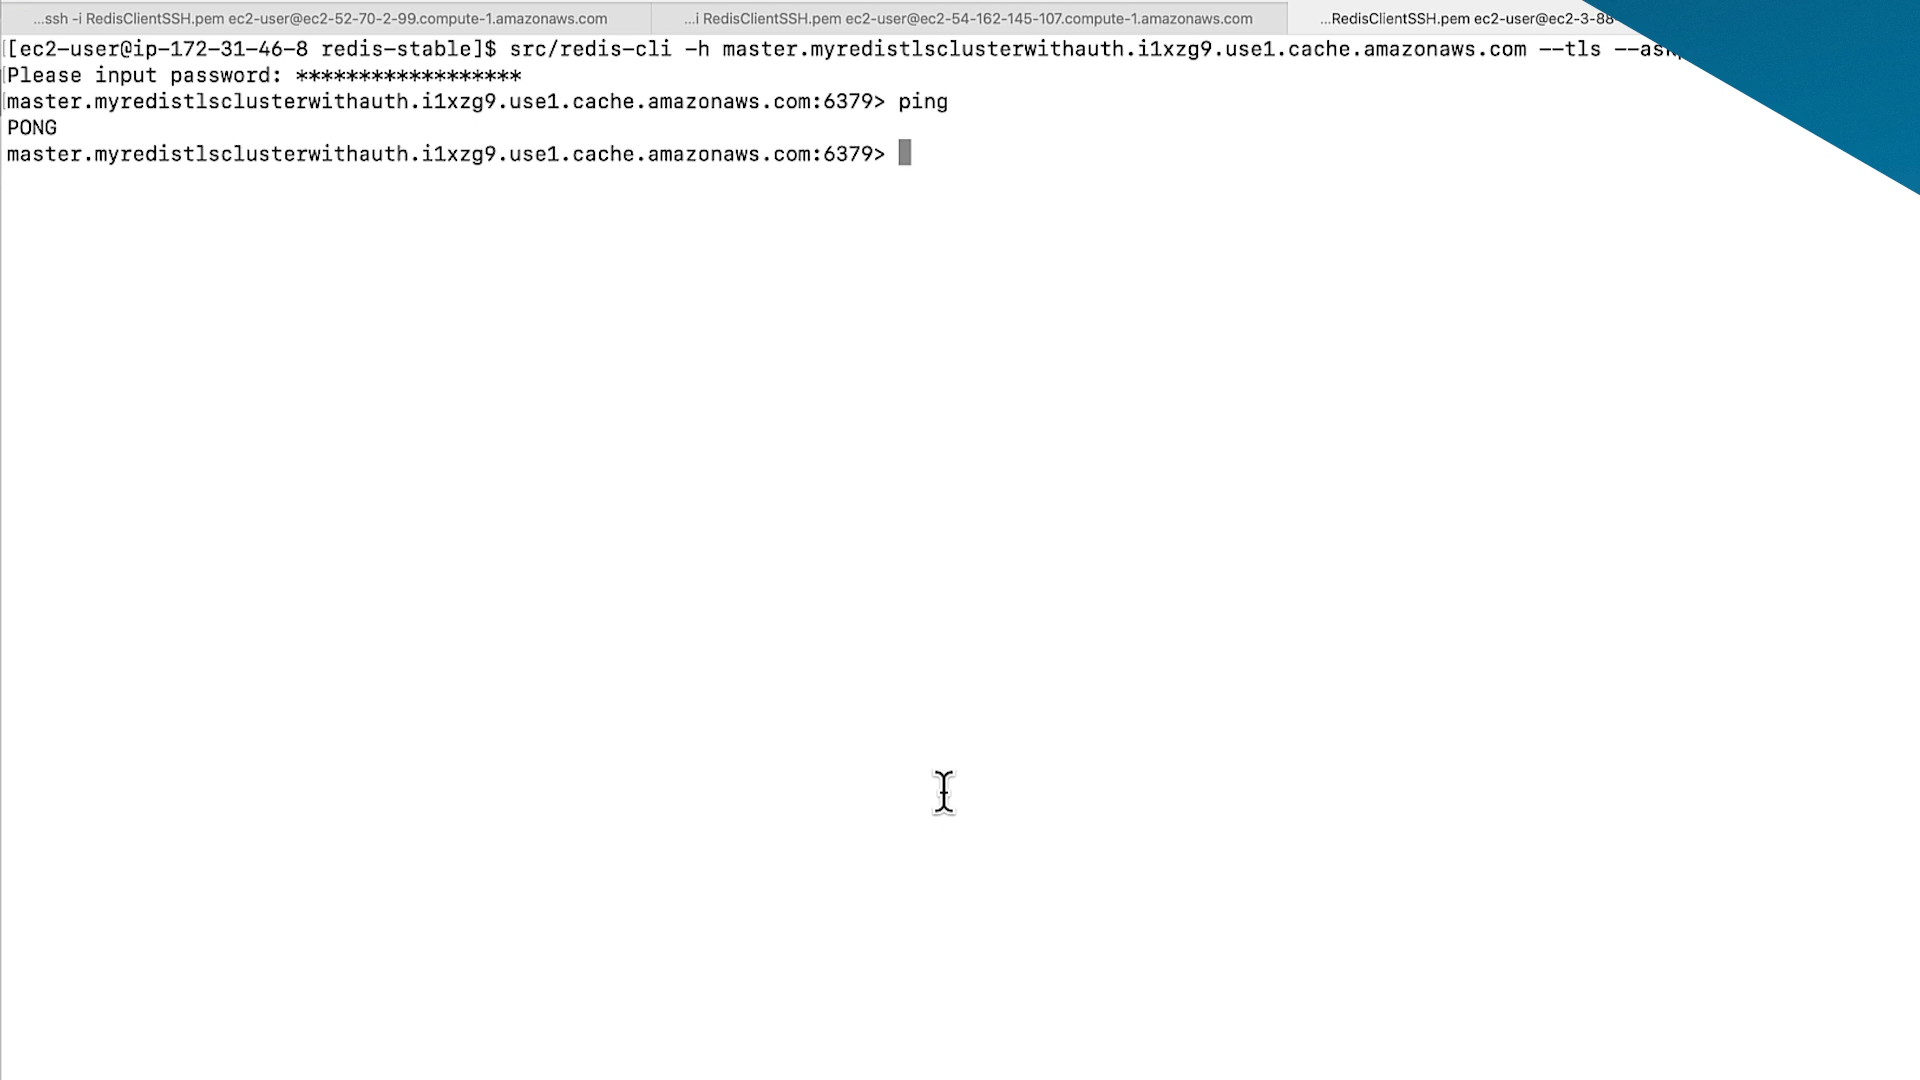 ...ssh -i RedisClientSSH.pem ec2-user@ec2-52-70-2-99.compute-1.amazonaws.com
...i RedisClientSSH.pem ec2-user@ec2-54-162-145-107.compute-1.amazonaws.com
...RedisClientSSH.pem ec2-user@ec2-3-88
[ec2-user@ip-172-31-46-8 redis-stable]$ src/redis-cli -h master.myredistlsclusterwithauth.i1xzg9.use1.cache.amazonaws.com --tls
Please input password: ******************
master.myredistlsclusterwithauth.i1xzg9.use1.cache.amazonaws.com:6379> ping
PONG
master.myredistlsclusterwithauth.i1xzg9.use1.cache.amazonaws.com:6379>